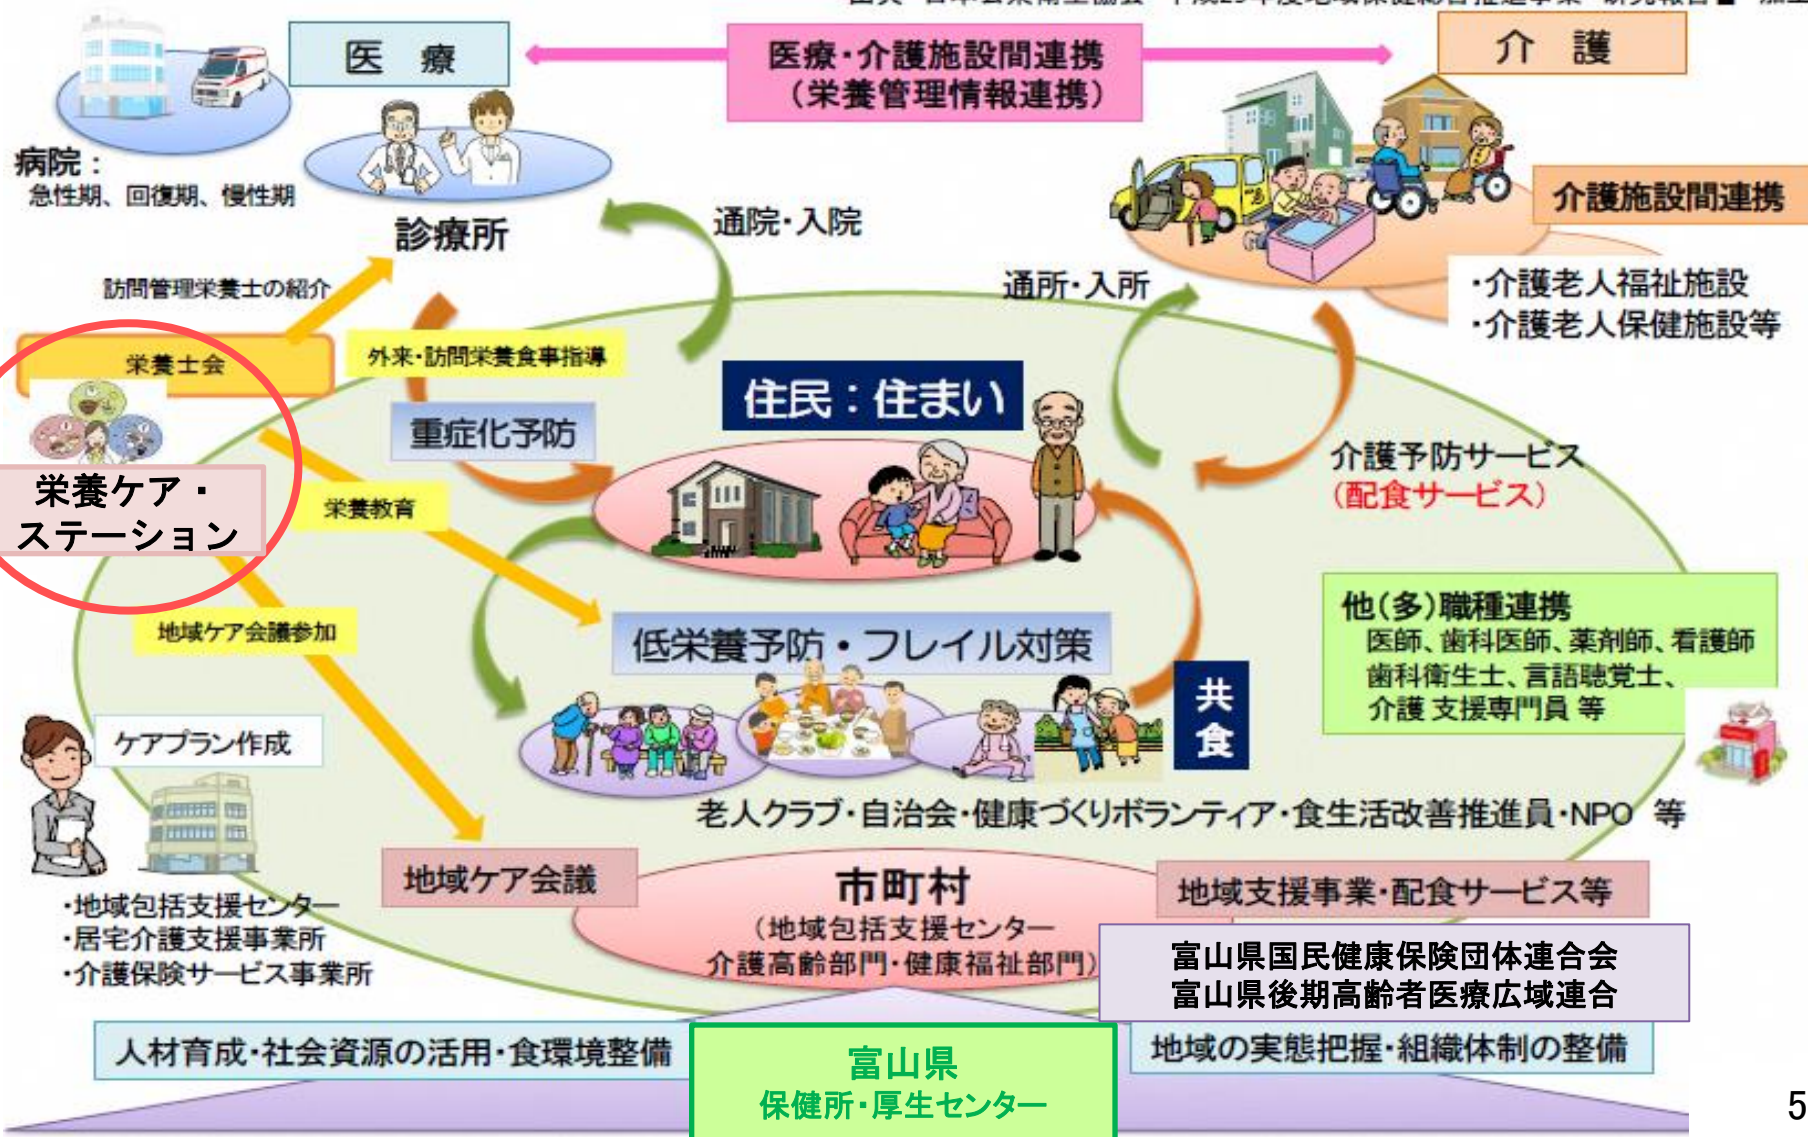 医 療
医療・介護施設間連携
（栄養管理情報連携）
介 護
病院：
急性期、回復期、慢性期
診療所
通院・入院
介護施設間連携
通所・入所
・介護老人福祉施設
・介護老人保健施設等
訪問管理栄養士の紹介
栄養士会
外来・訪問栄養食事指導
住民：住まい
重症化予防
介護予防サービス
（配食サービス）
栄養ケア・
ステーション
栄養教育
他（多）職種連携
医師、歯科医師、薬剤師、看護師
歯科衛生士、言語聴覚士、
介護 支援専門員 等
地域ケア会議参加
低栄養予防・フレイル対策
共食
ケアプラン作成
老人クラブ・自治会・健康づくりボランティア・食生活改善推進員・NPO 等
・地域包括支援センター
・居宅介護支援事業所
・介護保険サービス事業所
地域ケア会議
市町村
（地域包括支援センター
介護高齢部門・健康福祉部門）
地域支援事業・配食サービス等
富山県国民健康保険団体連合会
富山県後期高齢者医療広域連合
人材育成・社会資源の活用・食環境整備
富山県
保健所・厚生センター
地域の実態把握・組織体制の整備
5